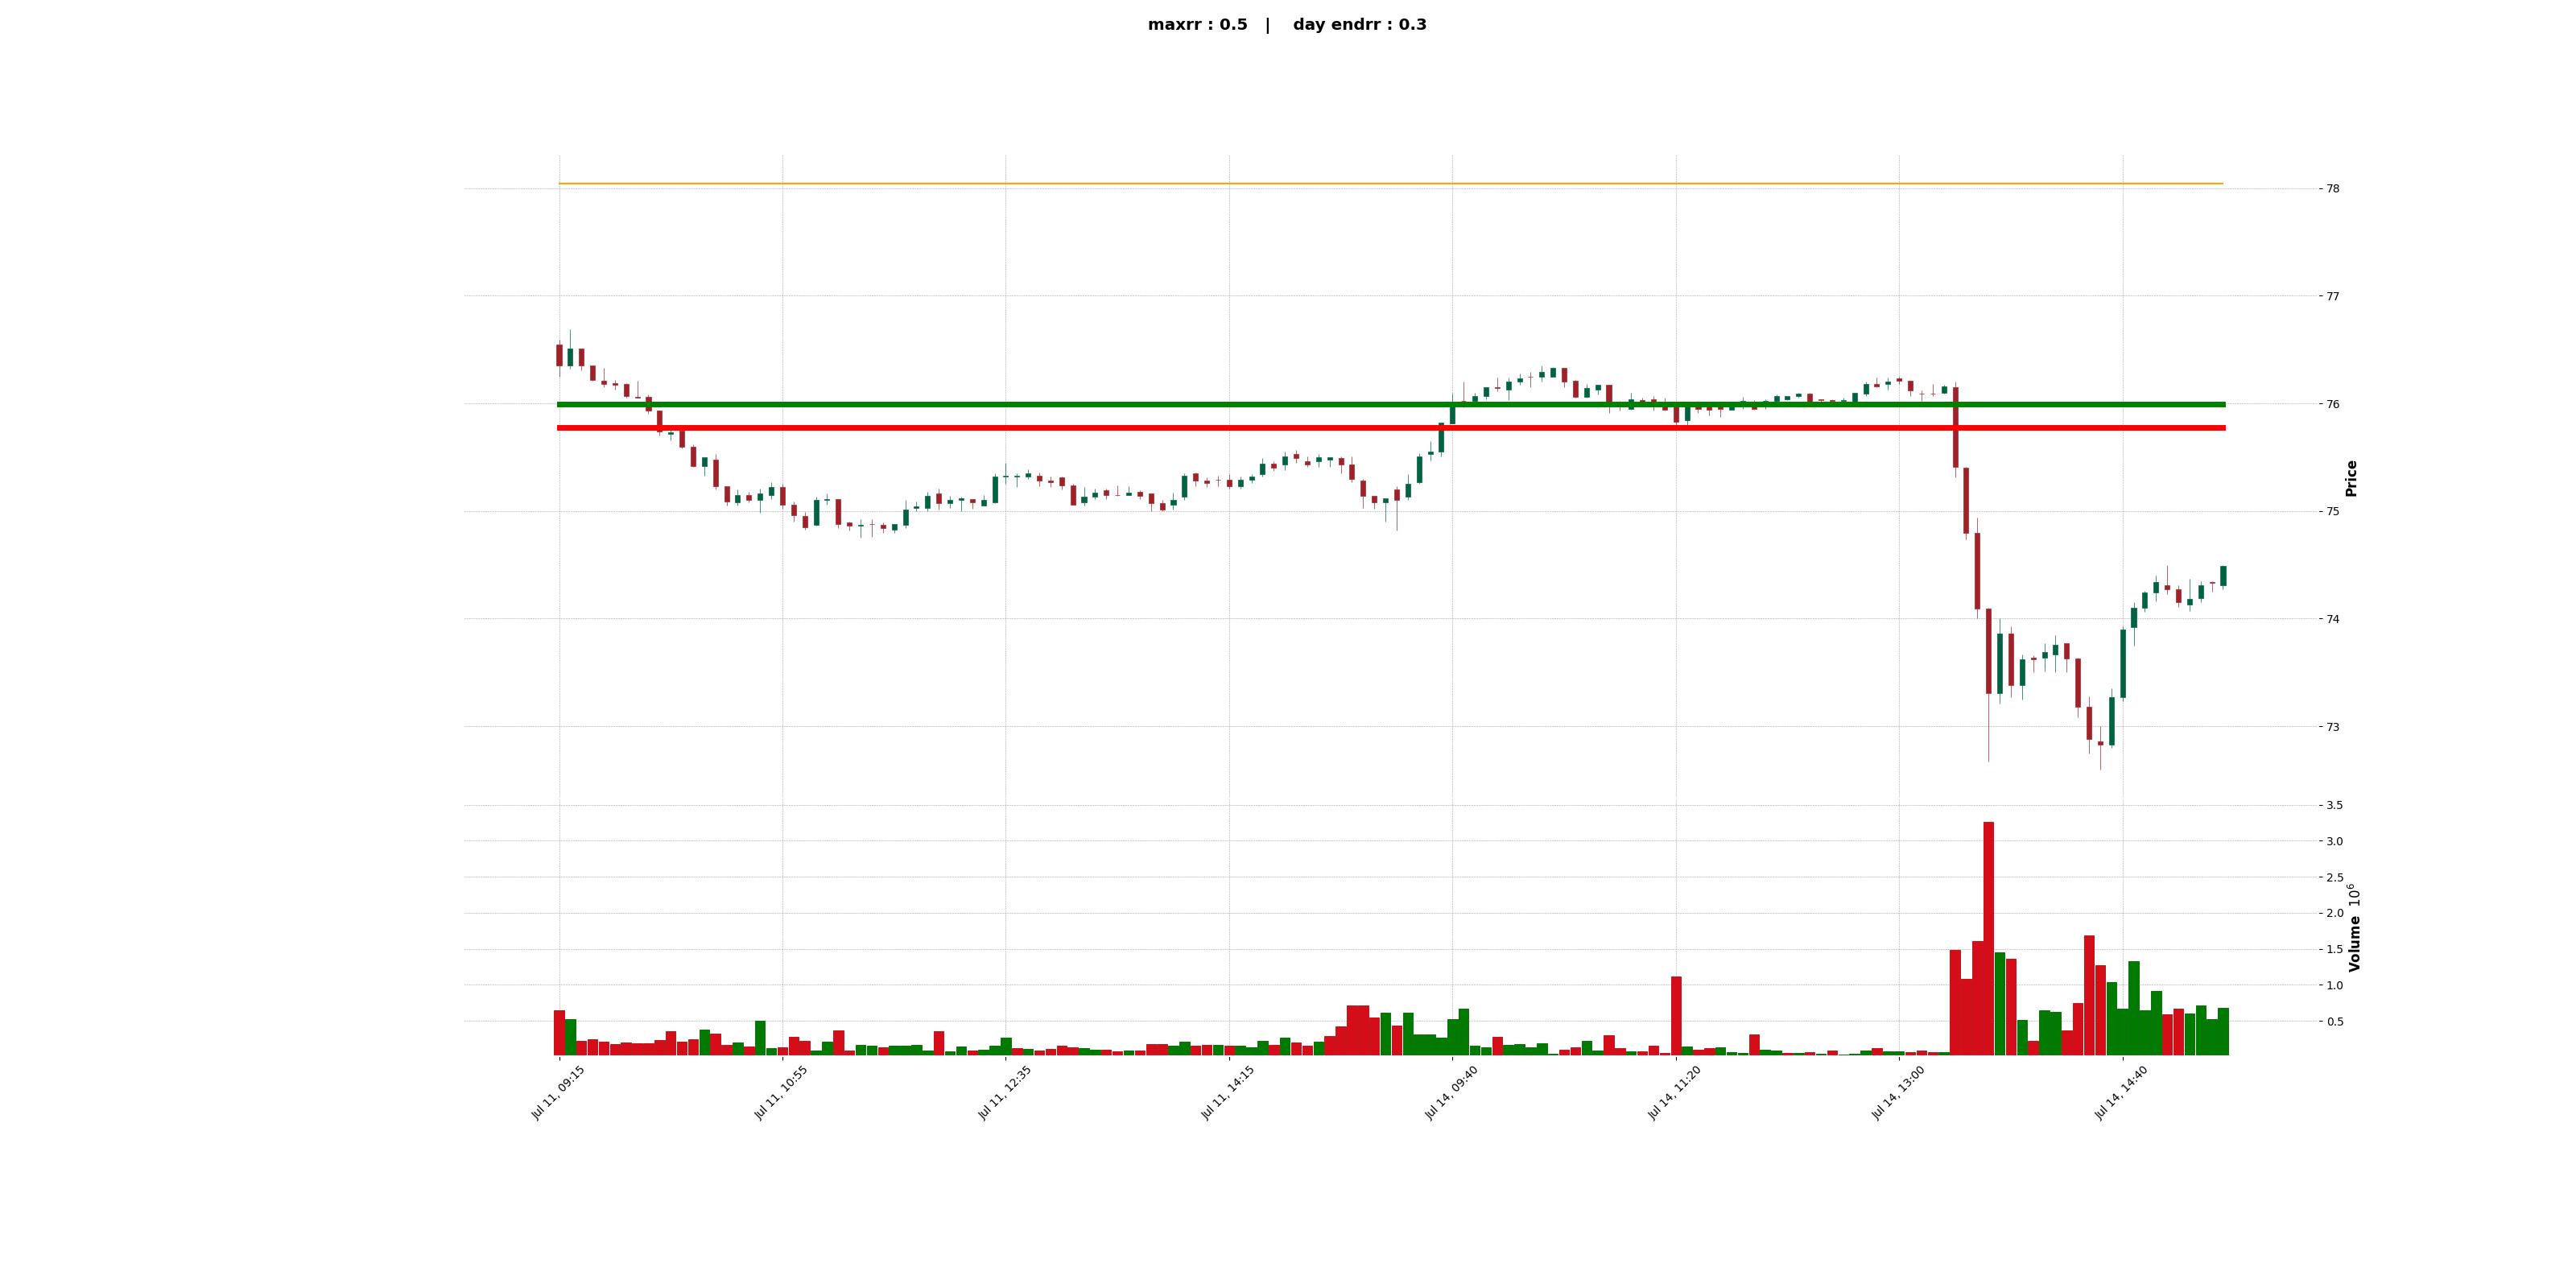 maxrr : 0.5   |    day endrr : 0.3
78
77
76
75
74
73
Price
3.5
3.0
2.5
2.0
1.5
1.0
0.5
Volume 10⁶
Jul 11, 09:15
Jul 11, 10:55
Jul 11, 12:35
Jul 11, 14:15
Jul 14, 09:40
Jul 14, 11:20
Jul 14, 13:00
Jul 14, 14:40